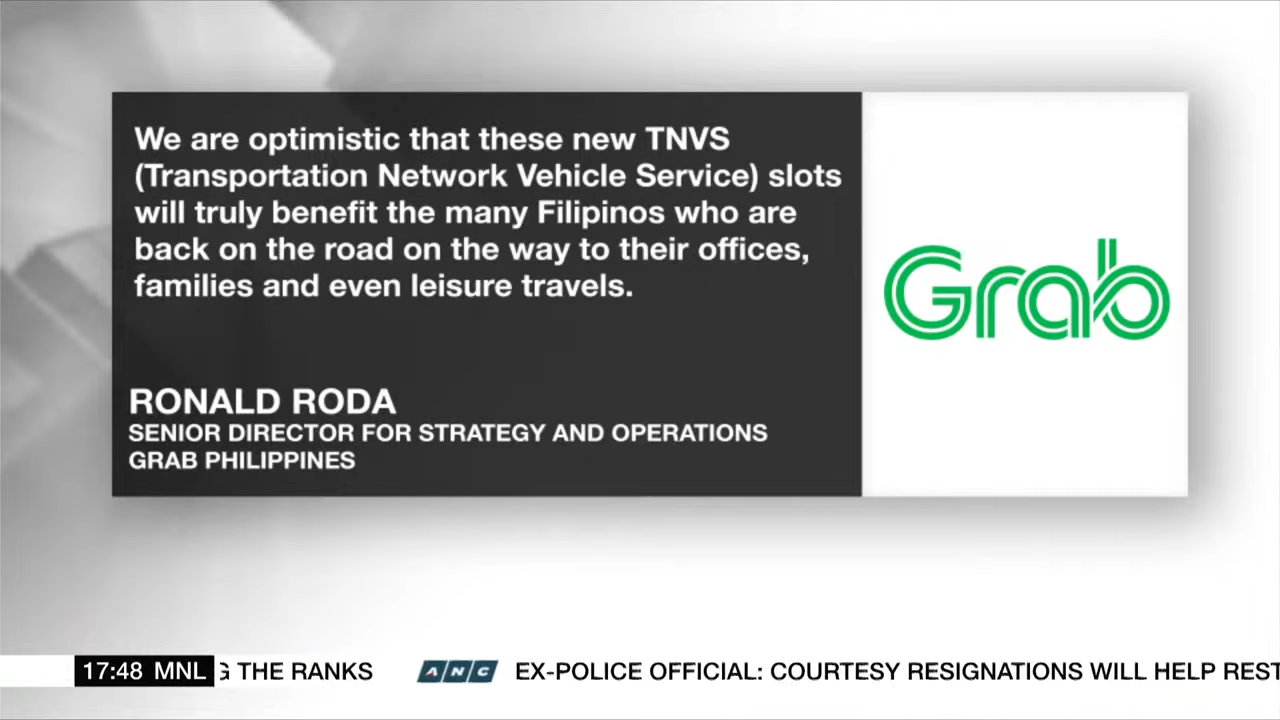 We are optimistic that these new TNVS
(Transportation Network Vehicle Service) slots
will truly benefit the many Filipinos who are
back on the road on the way to their offices,
families and even leisure travels.
RONALD RODA
SENIOR DIRECTOR FOR STRATEGY AND OPERATIONS
GRAB PHILIPPINES
Grab
17:48 MNL THE RANKS ANC EX-POLICE OFFICIAL: COURTESY RESIGNATIONS WILL HELP REST